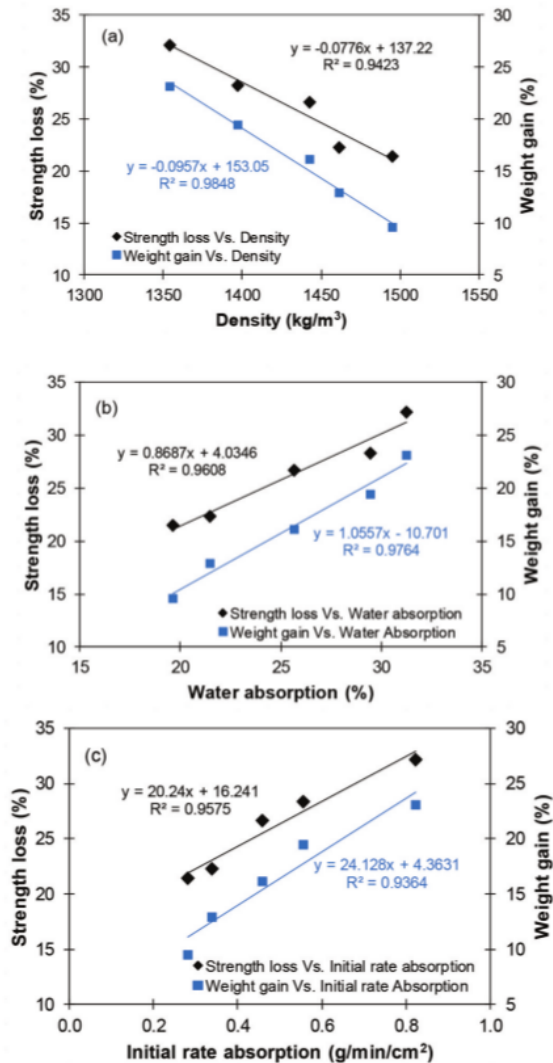 (a)
y = -0.0776x + 137.22
R² = 0.9423
y = -0.0957x + 153.05
R² = 0.9848
Strength loss Vs. Density
Weight gain Vs. Density
Strength loss (%)
35
30
25
20
15
10
Weight gain (%)
30
25
20
15
10
5
1300 1350 1400 1450 1500 1550
Density (kg/m³)
(b)
y = 0.8687x + 4.0346
R² = 0.9608
y = 1.0557x - 10.701
R² = 0.9764
Strength loss Vs. Water absorption
Weight gain Vs. Water Absorption
Strength loss (%)
35
30
25
20
15
10
Weight gain (%)
30
25
20
15
10
5
15 20 25 30 35
Water absorption (%)
(c)
y = 20.24x + 16.241
R² = 0.9575
y = 24.128x + 4.3631
R² = 0.9364
Strength loss Vs. Initial rate absorption
Weight gain Vs. Initial rate Absorption
Strength loss (%)
35
30
25
20
15
10
Weight gain (%)
30
25
20
15
10
5
0.0 0.2 0.4 0.6 0.8 1.0
Initial rate absorption (g/min/cm²)